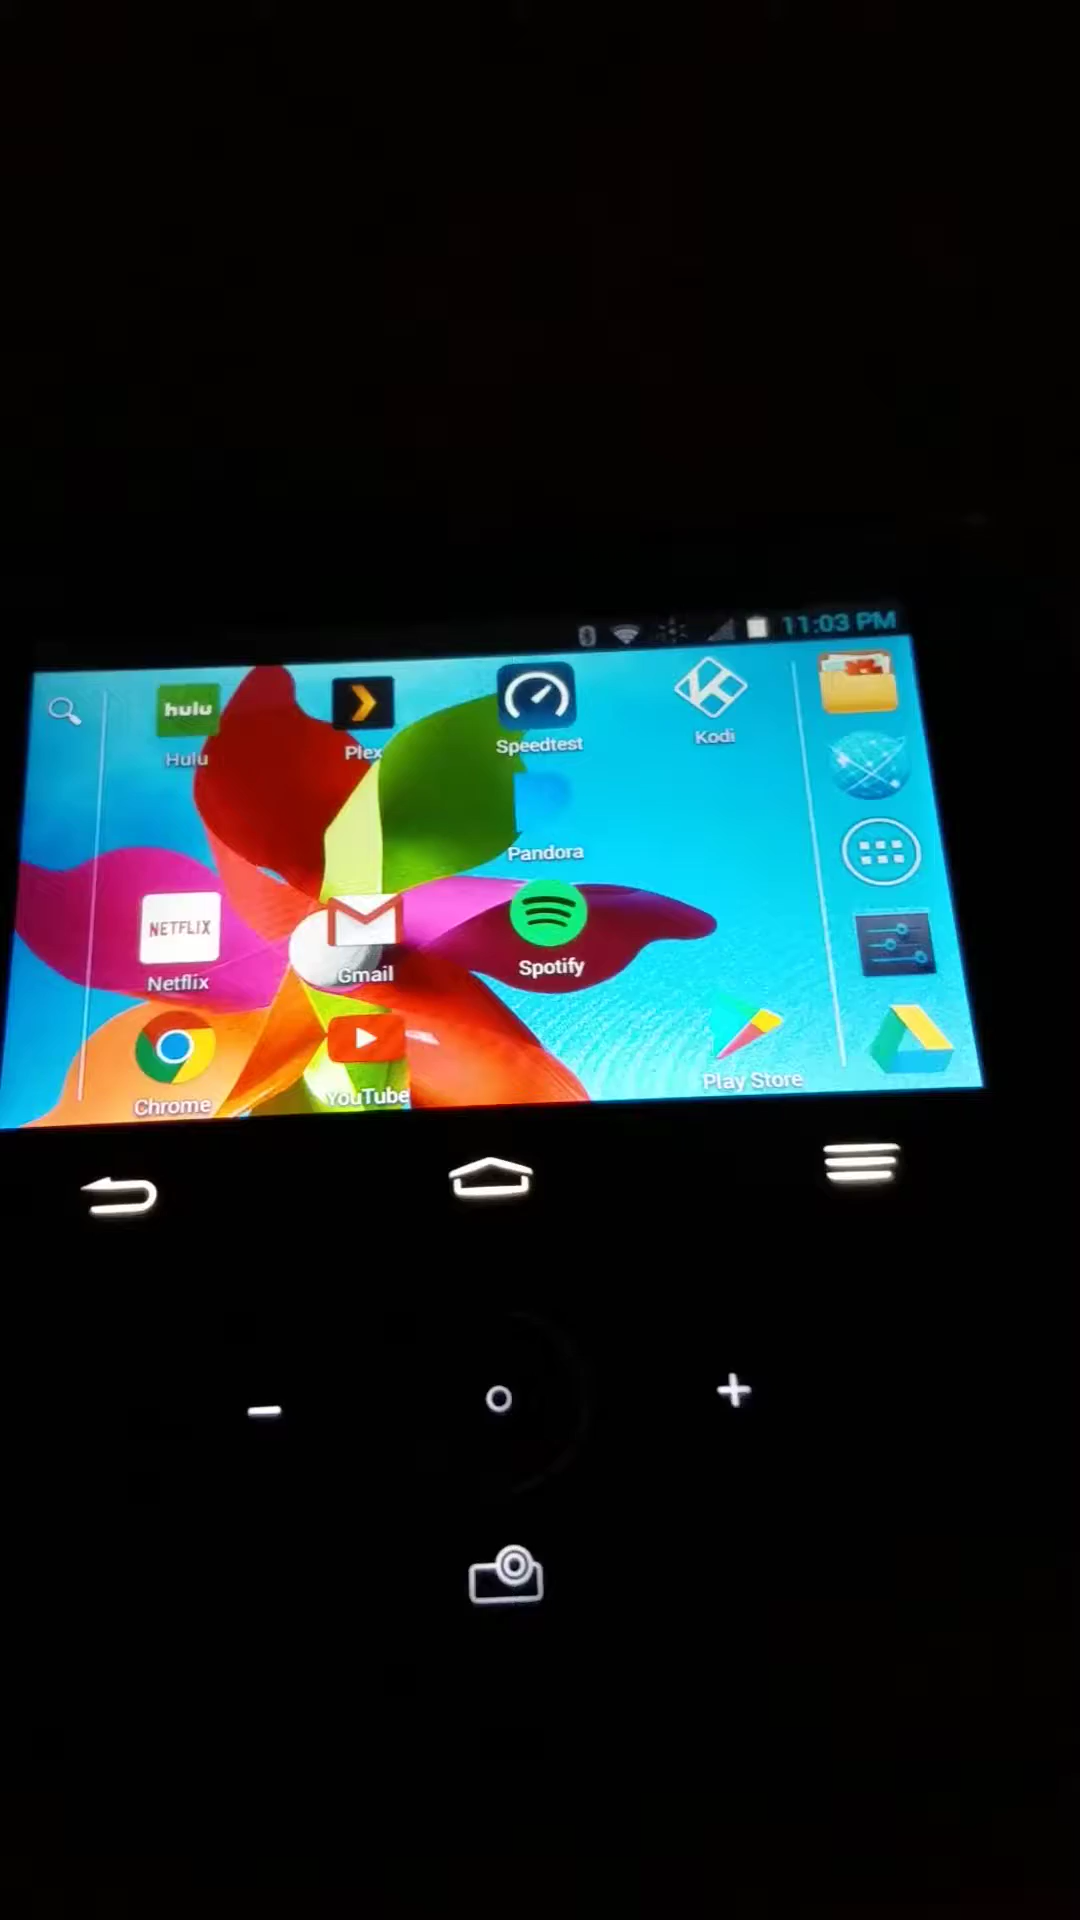 11:03 PM
hulu
Hulu
Plex
Speedtest
Kodi
Pandora
NETFLIX
Netflix
Gmail
Spotify
Chrome
YouTube
Play Store